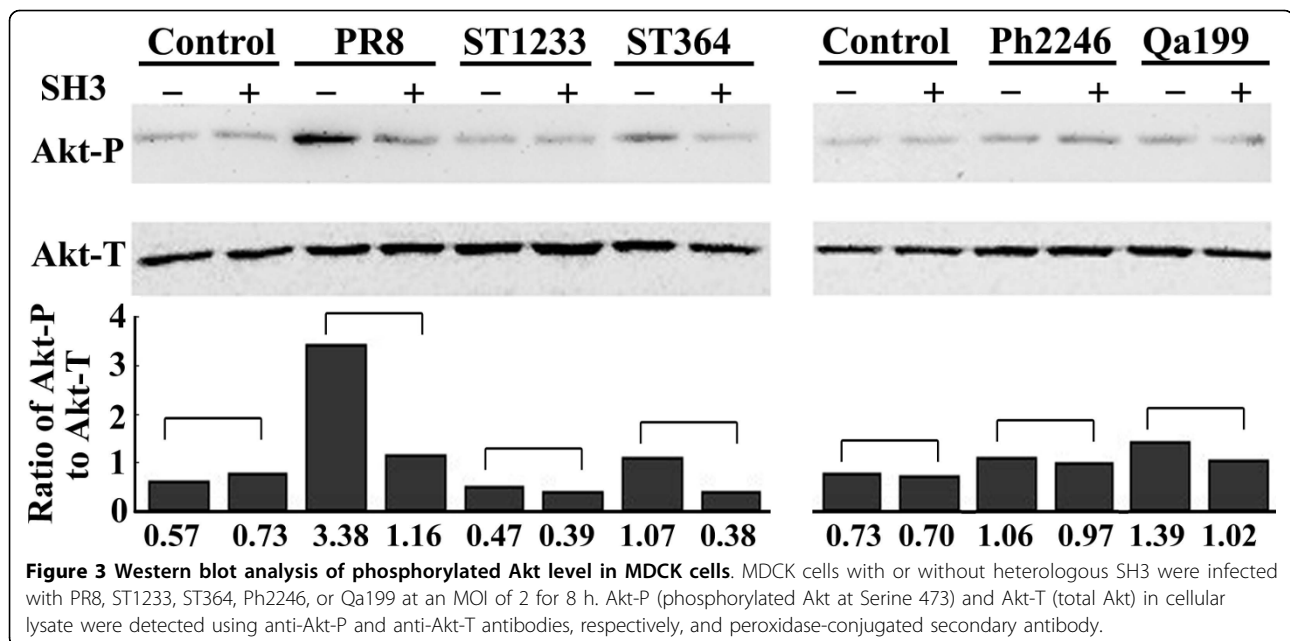 Control PR8 ST1233 ST364 Control Ph2246 Qa199
SH3 − + − + − + − + − + − + − +
Akt-P
Akt-T
Ratio of Akt-P
to Akt-T
4
3
2
1
0
0.57 0.73 3.38 1.16 0.47 0.39 1.07 0.38 0.73 0.70 1.06 0.97 1.39 1.02
Figure 3 Western blot analysis of phosphorylated Akt level in MDCK cells. MDCK cells with or without heterologous SH3 were infected
with PR8, ST1233, ST364, Ph2246, or Qa199 at an MOI of 2 for 8 h. Akt-P (phosphorylated Akt at Serine 473) and Akt-T (total Akt) in cellular
lysate were detected using anti-Akt-P and anti-Akt-T antibodies, respectively, and peroxidase-conjugated secondary antibody.